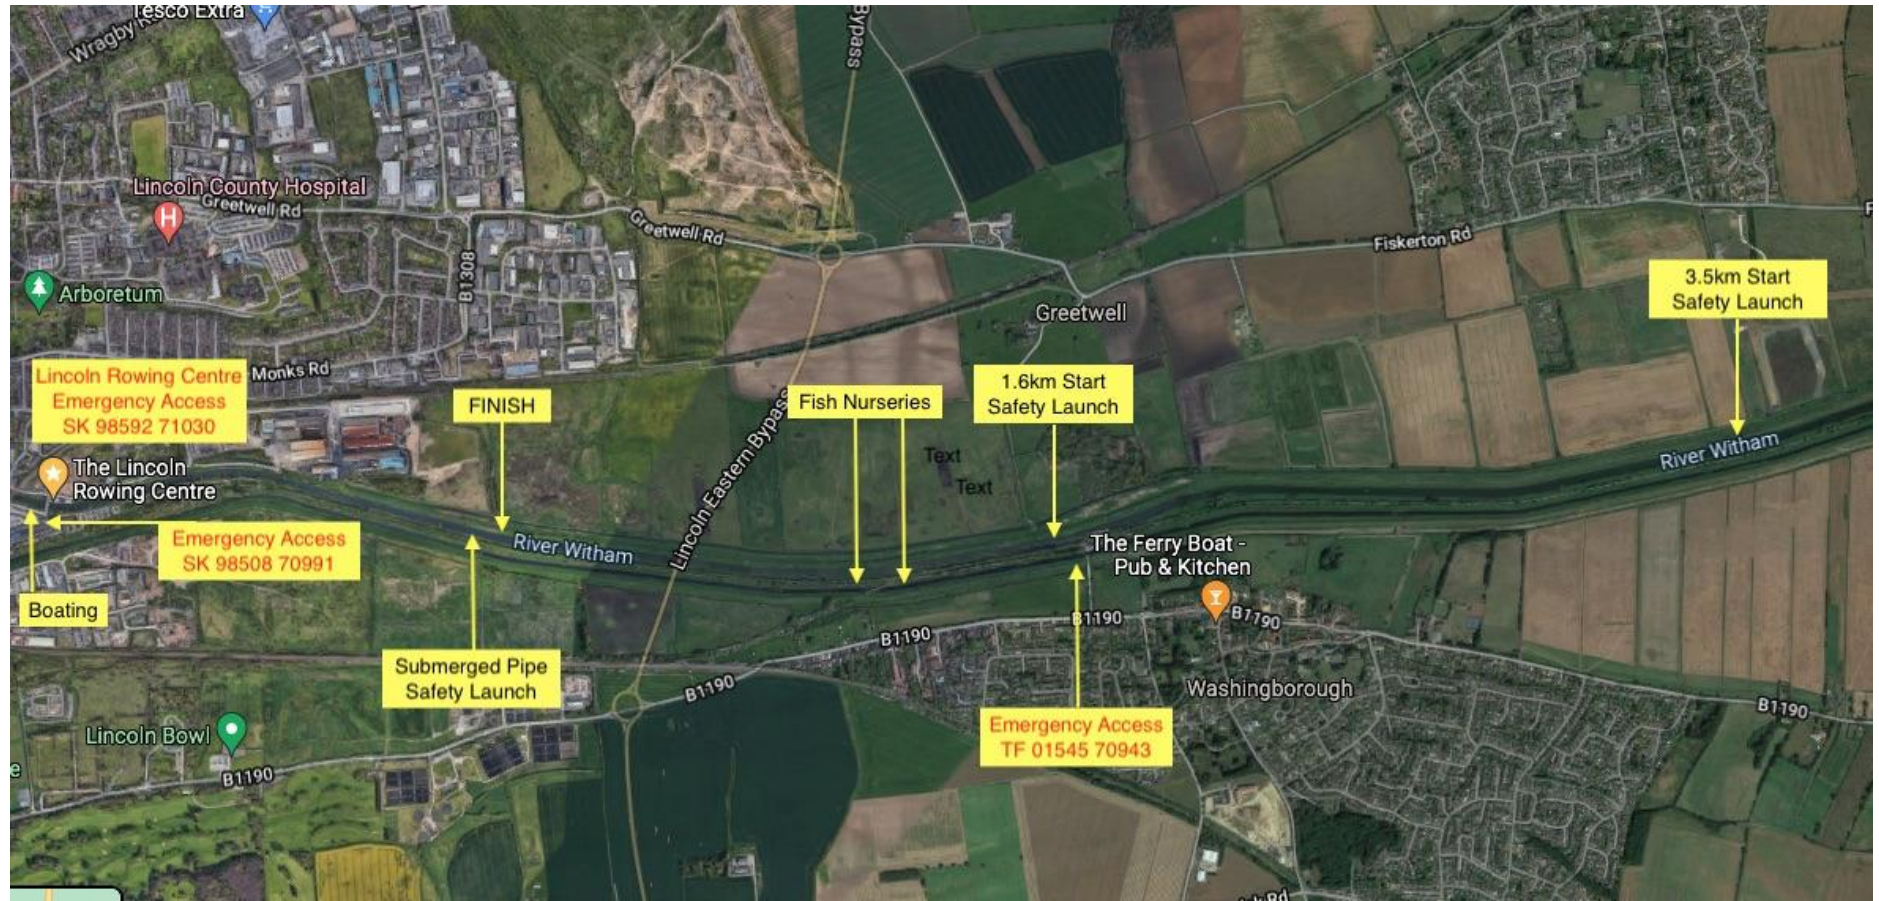 Tesco Extra
Wragby
Bypass
Lincoln County Hospital
Greetwell Rd
H
Greetwell Rd
Fiskerton Rd
F
B1308
Arboretum
3.5km Start
Safety Launch
Greetwell
Monks Rd
Lincoln Rowing Centre
Emergency Access
SK 98592 71030
FINISH
Fish Nurseries
1.6km Start
Safety Launch
Lincoln Eastern Bypass
Text
Text
River Witham
The Lincoln
Rowing Centre
Emergency Access
SK 98508 70991
River Witham
The Ferry Boat -
Pub & Kitchen
Boating
B1190
B1190
B1190
Submerged Pipe
Safety Launch
B1190
Washingborough
B1190
Emergency Access
TF 01545 70943
Lincoln Bowl
e
B1190
Rd